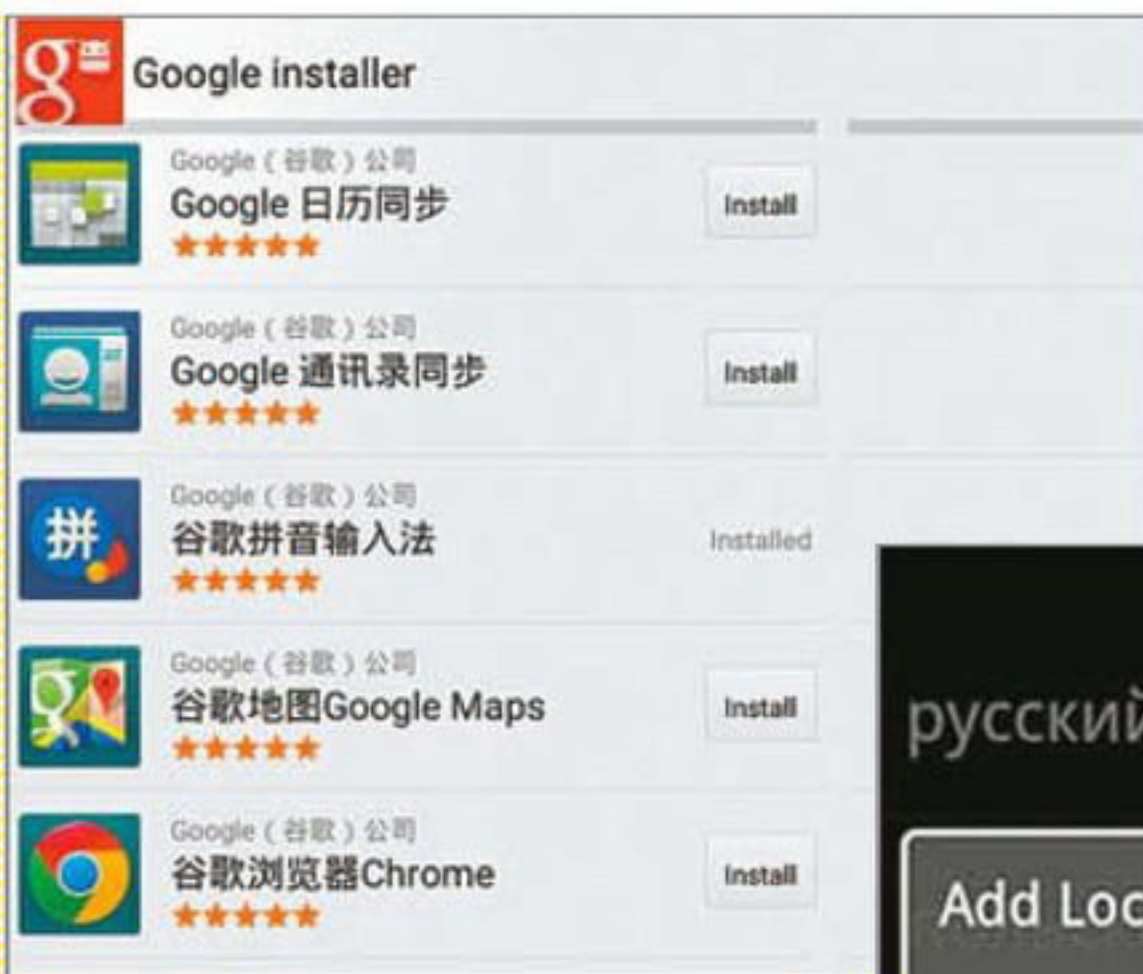 Google installer
Google（谷歌）公司
Google 日历同步
Install
Google（谷歌）公司
Google 通讯录同步
Install
Google（谷歌）公司
谷歌拼音输入法
Installed
拼
Google（谷歌）公司
谷歌地图Google Maps
Install
Google（谷歌）公司
谷歌浏览器Chrome
Install
русский
Add Loc